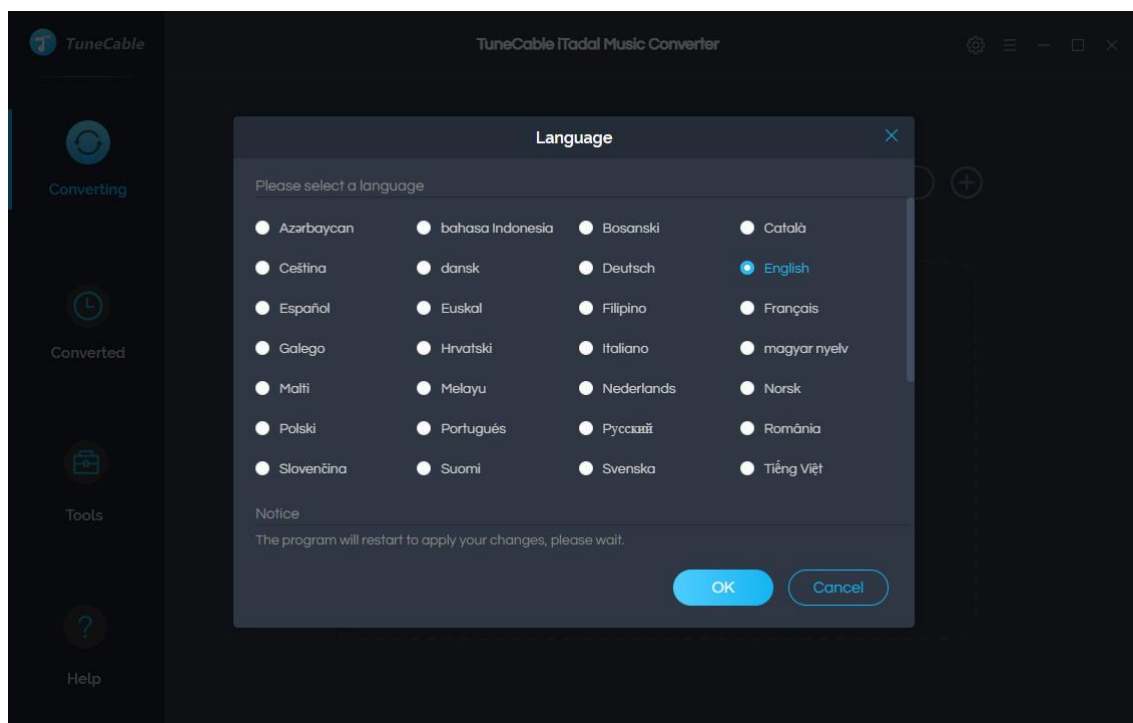 TuneCable
TuneCable iTadal Music Converter
Language
Converting
Please select a language
Azərbaycan bahasa Indonesia Bosanski Català
Ceština dansk Deutsch English
Español Euskal Filipino Français
Converted
Galego Hrvatski Italiano magyar nyelv
Malti Melayu Nederlands Norsk
Polski Português Русский România
Slovenčina Suomi Svenska Tiếng Việt
Tools
Notice
The program will restart to apply your changes, please wait.
OK Cancel
?
Help